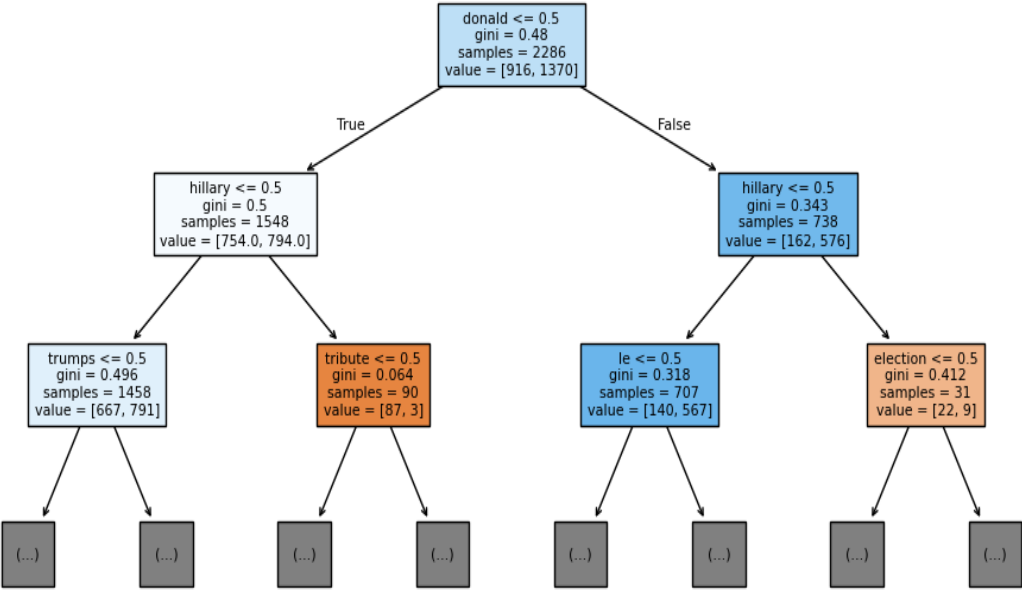 donald <= 0.5
gini = 0.48
samples = 2286
value = [916, 1370]
True
False
hillary <= 0.5
gini = 0.5
samples = 1548
value = [754.0, 794.0]
hillary <= 0.5
gini = 0.343
samples = 738
value = [162, 576]
trumps <= 0.5
gini = 0.496
samples = 1458
value = [667, 791]
tribute <= 0.5
gini = 0.064
samples = 90
value = [87, 3]
le <= 0.5
gini = 0.318
samples = 707
value = [140, 567]
election <= 0.5
gini = 0.412
samples = 31
value = [22, 9]
(...)
(...)
(...)
(...)
(...)
(...)
(...)
(...)